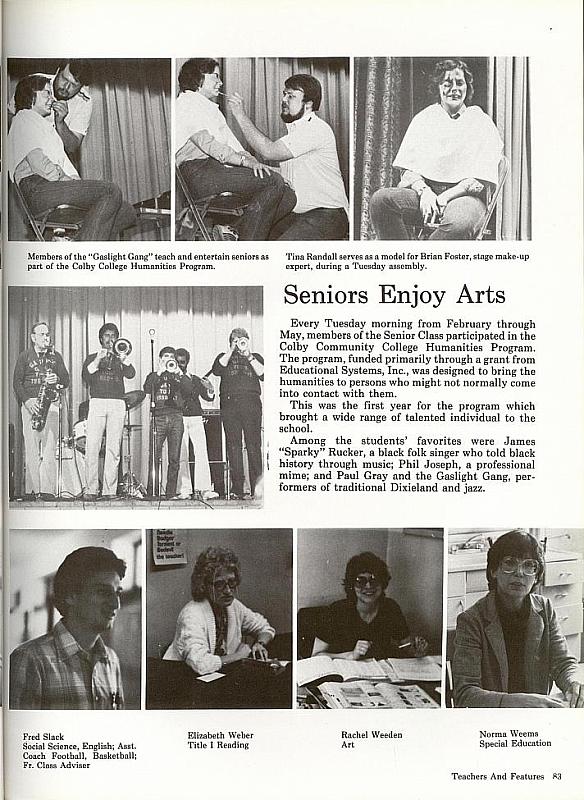 Members of the "Gaslight Gang" teach and entertain seniors as
part of the Colby College Humanities Program.
Tina Randall serves as a model for Brian Foster, stage make-up
expert, during a Tuesday assembly.
Seniors Enjoy Arts
Every Tuesday morning from February through
May, members of the Senior Class participated in the
Colby Community College Humanities Program.
The program, funded primarily through a grant from
Educational Systems, Inc., was designed to bring the
humanities to persons who might not normally come
into contact with them.
This was the first year for the program which
brought a wide range of talented individual to the
school.
Among the students' favorites were James
"Sparky" Rucker, a black folk singer who told black
history through music; Phil Joseph, a professional
mime; and Paul Gray and the Gaslight Gang, per-
formers of traditional Dixieland and jazz.
Needle
Badger
Torment or
the teacher!
Fred Slack
Social Science, English; Asst.
Coach Football, Basketball;
Fr. Class Adviser
Elizabeth Weber
Title I Reading
Rachel Weeden
Art
Norma Weems
Special Education
Teachers And Features 83